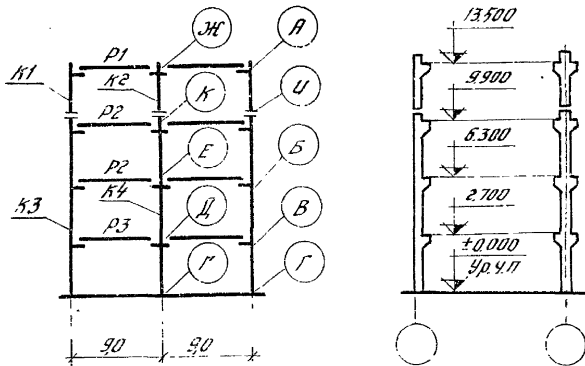 13.500
Ж
А
Р1
К1
К2
9.900
К
И
Р2
6.300
Е
Б
Р2
К4
2.700
К3
Д
В
Р3
±0.000
Ур.ч.п
Г
Г
9,0
9,0